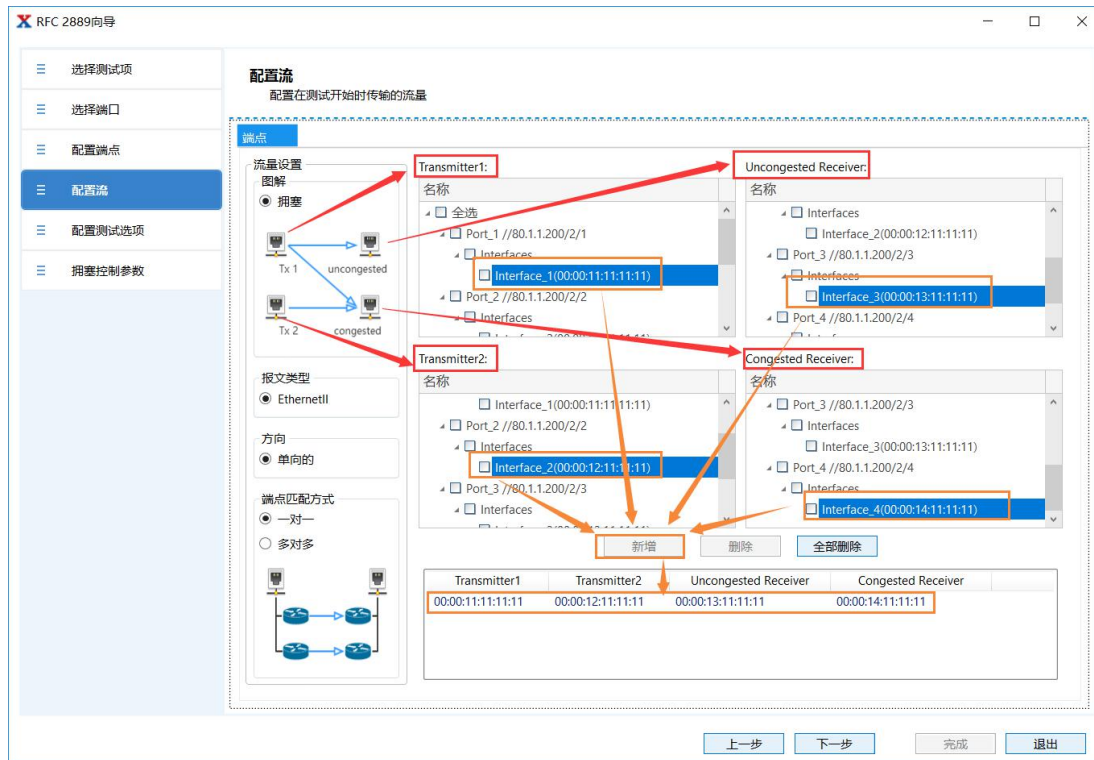 RFC 2889向导
选择测试项
选择端口
配置端点
配置流
配置测试选项
拥塞控制参数
配置流
配置在测试开始时传输的流量
端点
流量设置
图解
拥塞
Tx 1
uncongested
Tx 2
congested
报文类型
EthernetII
方向
单向的
端点匹配方式
一对一
多对多
Transmitter1:
名称
全选
Port_1 //80.1.1.200/2/1
Interfaces
Interface_1(00:00:11:11:11:11)
Port_2 //80.1.1.200/2/2
Interfaces
Uncongested Receiver:
名称
Interfaces
Interface_2(00:00:12:11:11:11)
Port_3 //80.1.1.200/2/3
Interfaces
Interface_3(00:00:13:11:11:11)
Port_4 //80.1.1.200/2/4
Transmitter2:
名称
Interface_1(00:00:11:11:11:11)
Port_2 //80.1.1.200/2/2
Interfaces
Interface_2(00:00:12:11:11:11)
Port_3 //80.1.1.200/2/3
Interfaces
Congested Receiver:
名称
Port_3 //80.1.1.200/2/3
Interfaces
Interface_3(00:00:13:11:11:11)
Port_4 //80.1.1.200/2/4
Interfaces
Interface_4(00:00:14:11:11:11)
新增 删除 全部删除
Transmitter1 Transmitter2 Uncongested Receiver Congested Receiver
00:00:11:11:11:11 00:00:12:11:11:11 00:00:13:11:11:11 00:00:14:11:11:11
上一步 下一步 完成 退出